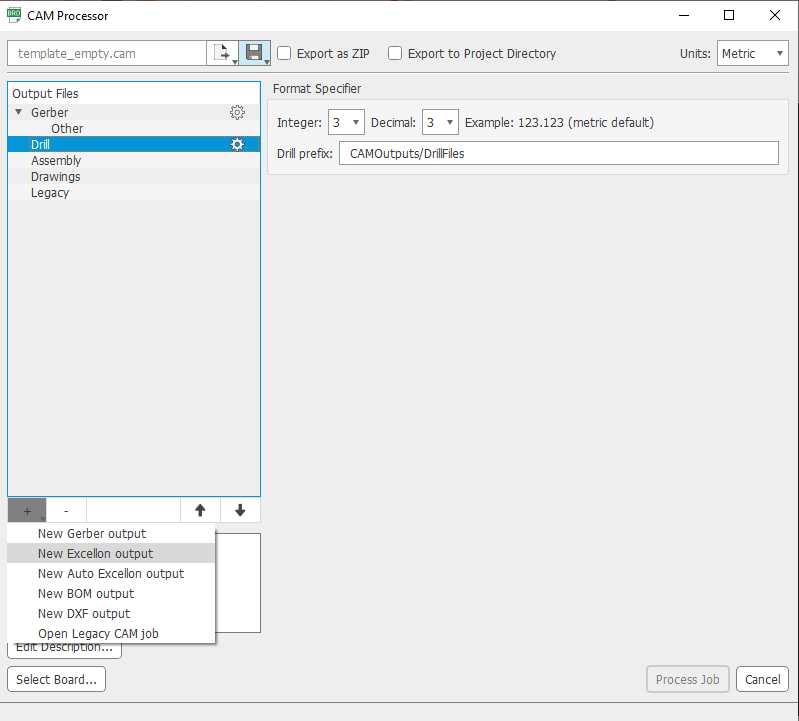 BRD CAM Processor
template_empty.cam Export as ZIP Export to Project Directory Units: Metric
Output Files
Gerber
Other
Drill
Assembly
Drawings
Legacy
Format Specifier
Integer: 3 Decimal: 3 Example: 123.123 (metric default)
Drill prefix: CAMOutputs/DrillFiles
+ -
New Gerber output
New Excellon output
New Auto Excellon output
New BOM output
New DXF output
Open Legacy CAM job
Edit Description...
Select Board... Process Job Cancel